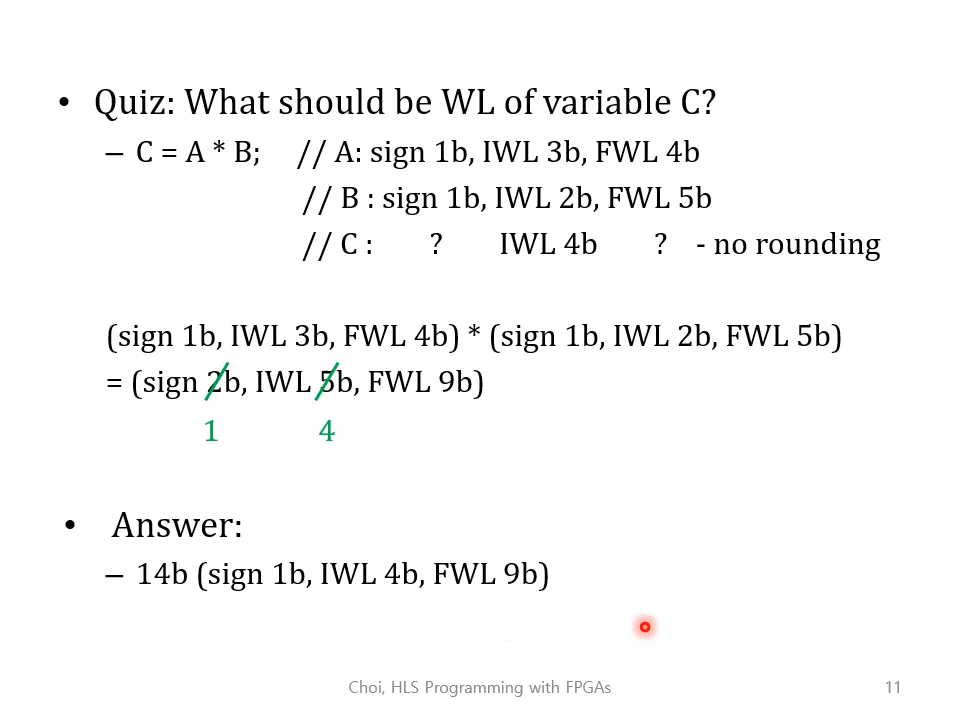 • Quiz: What should be WL of variable C?
– C = A * B; // A: sign 1b, IWL 3b, FWL 4b
// B : sign 1b, IWL 2b, FWL 5b
// C : ? IWL 4b ? - no rounding
(sign 1b, IWL 3b, FWL 4b) * (sign 1b, IWL 2b, FWL 5b)
= (sign 2b, IWL 5b, FWL 9b)
1 4
• Answer:
– 14b (sign 1b, IWL 4b, FWL 9b)
Choi, HLS Programming with FPGAs 11